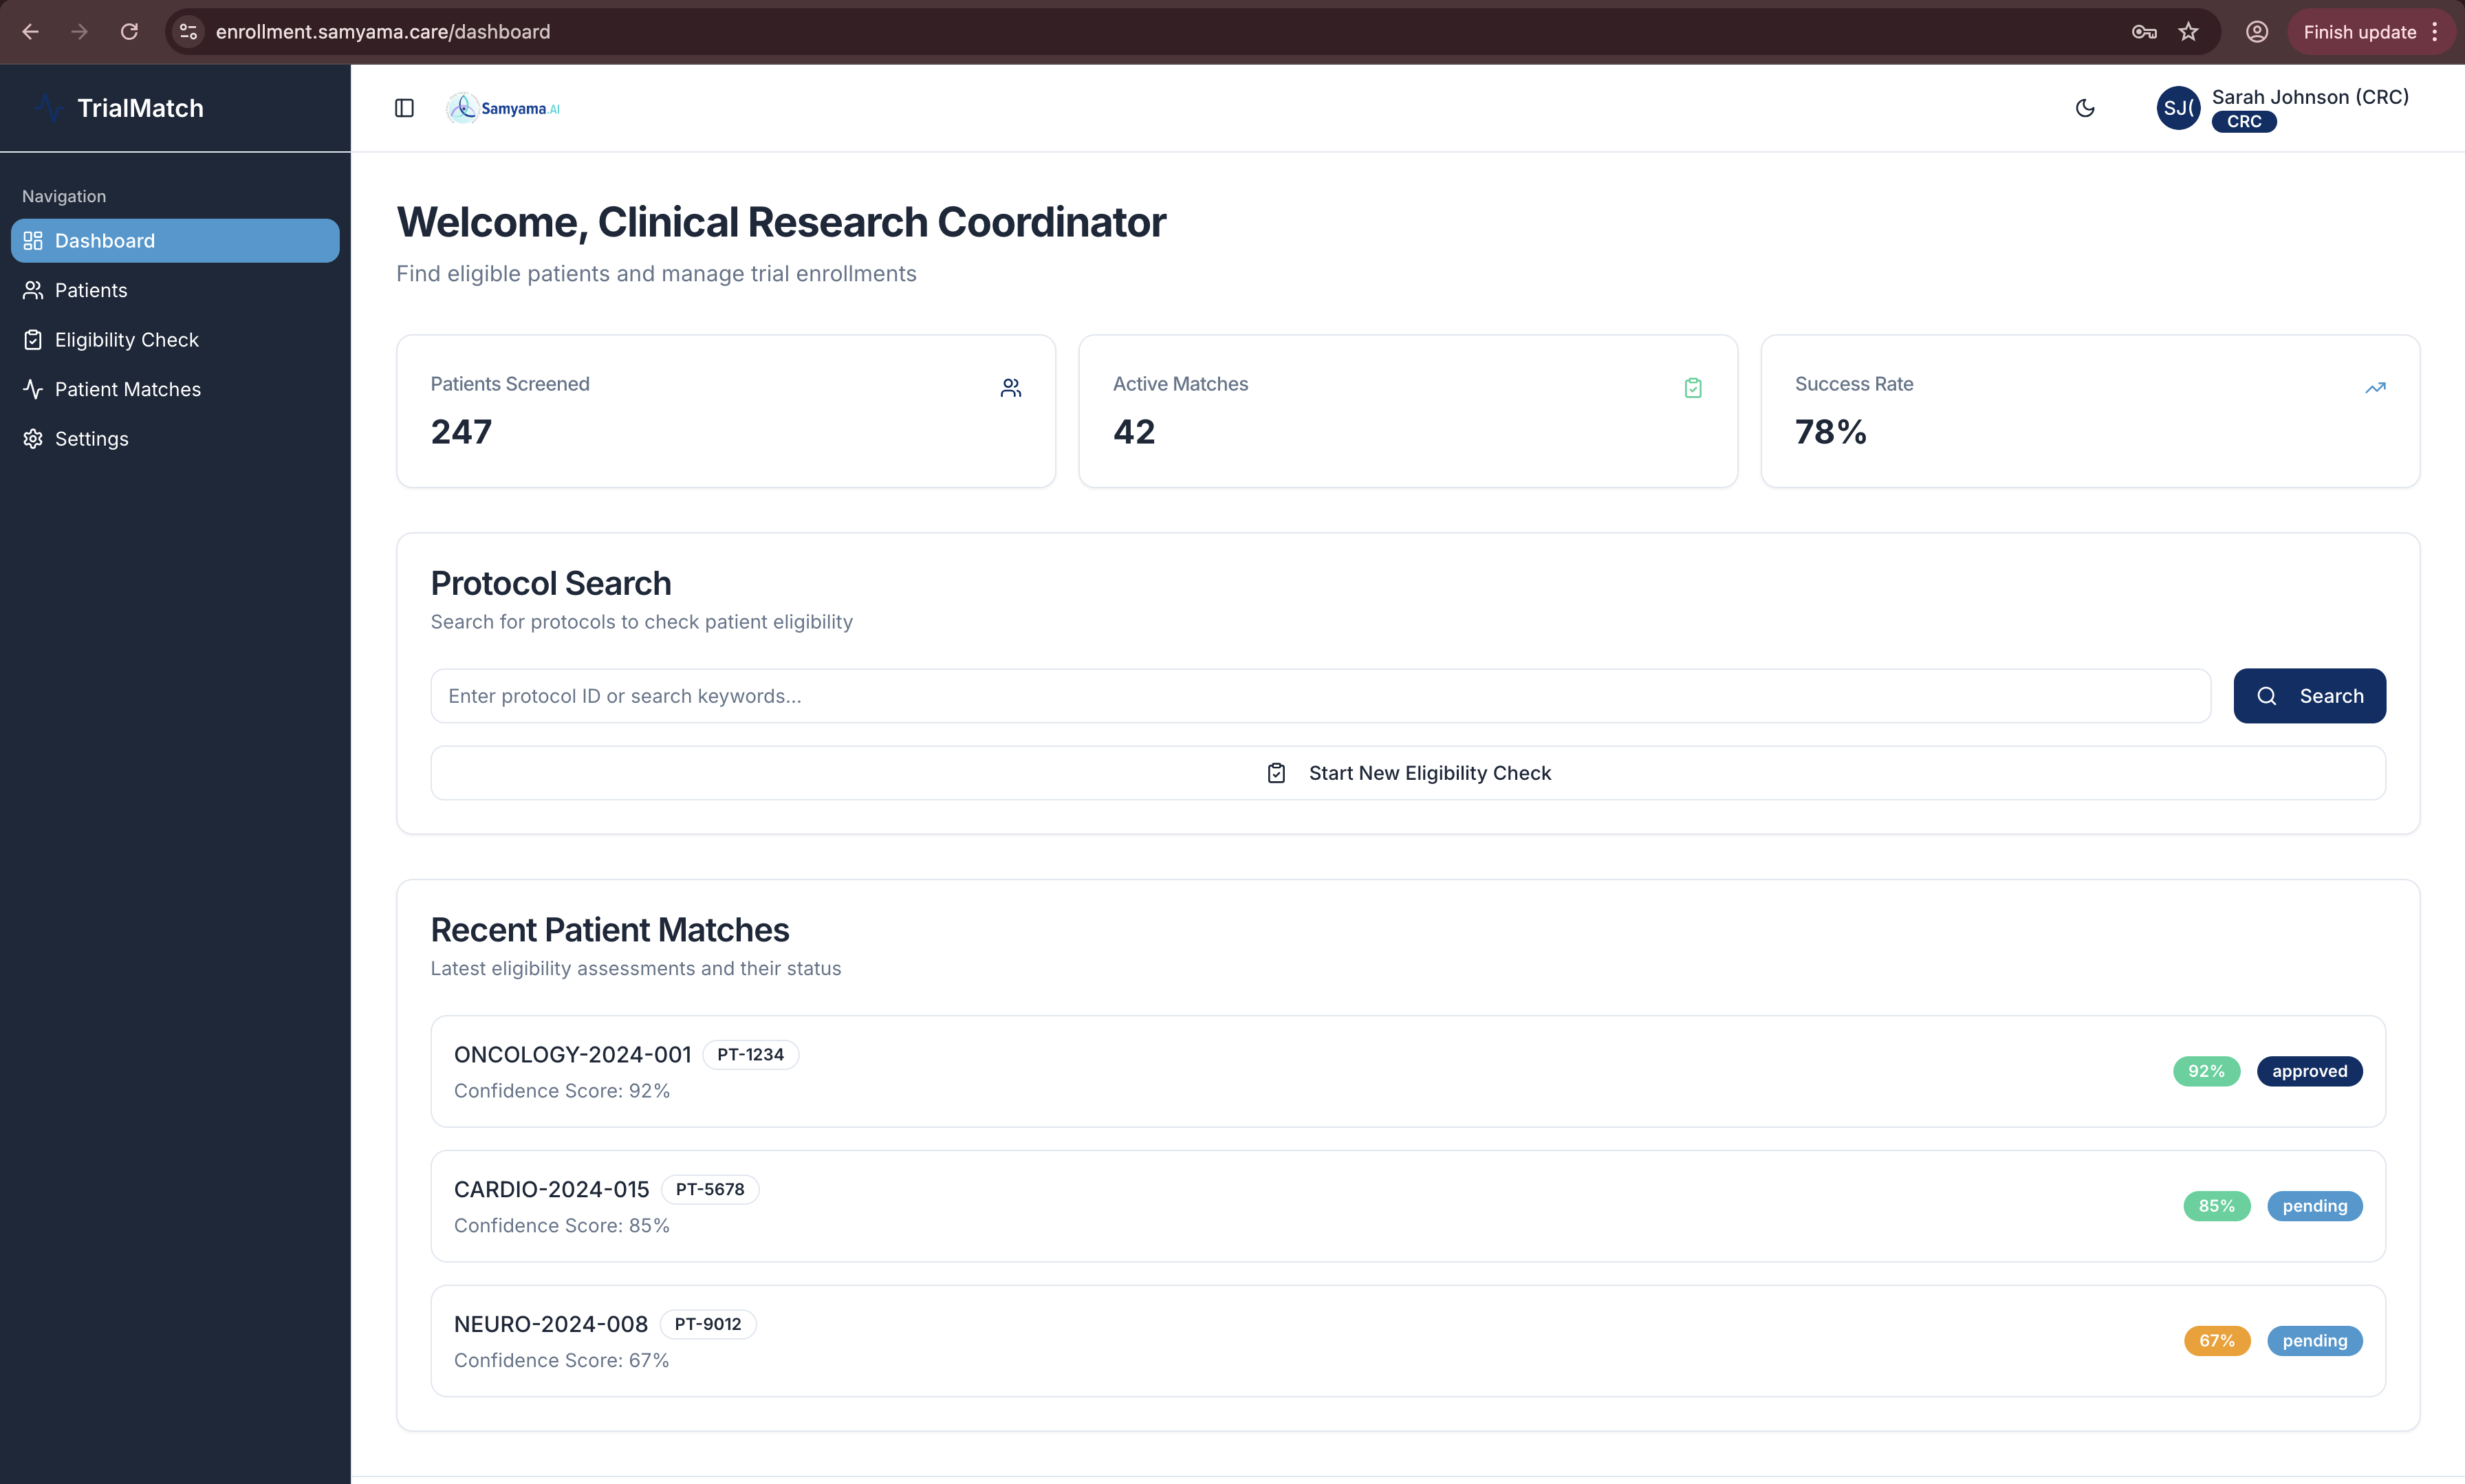 enrollment.samyama.care/dashboard
Finish update
TrialMatch
Samyama.AI
SJ(
Sarah Johnson (CRC)
CRC
Navigation
Dashboard
Patients
Eligibility Check
Patient Matches
Settings
Welcome, Clinical Research Coordinator
Find eligible patients and manage trial enrollments
Patients Screened
247
Active Matches
42
Success Rate
78%
Protocol Search
Search for protocols to check patient eligibility
Enter protocol ID or search keywords...
Search
Start New Eligibility Check
Recent Patient Matches
Latest eligibility assessments and their status
ONCOLOGY-2024-001 PT-1234
Confidence Score: 92%
92% approved
CARDIO-2024-015 PT-5678
Confidence Score: 85%
85% pending
NEURO-2024-008 PT-9012
Confidence Score: 67%
67% pending